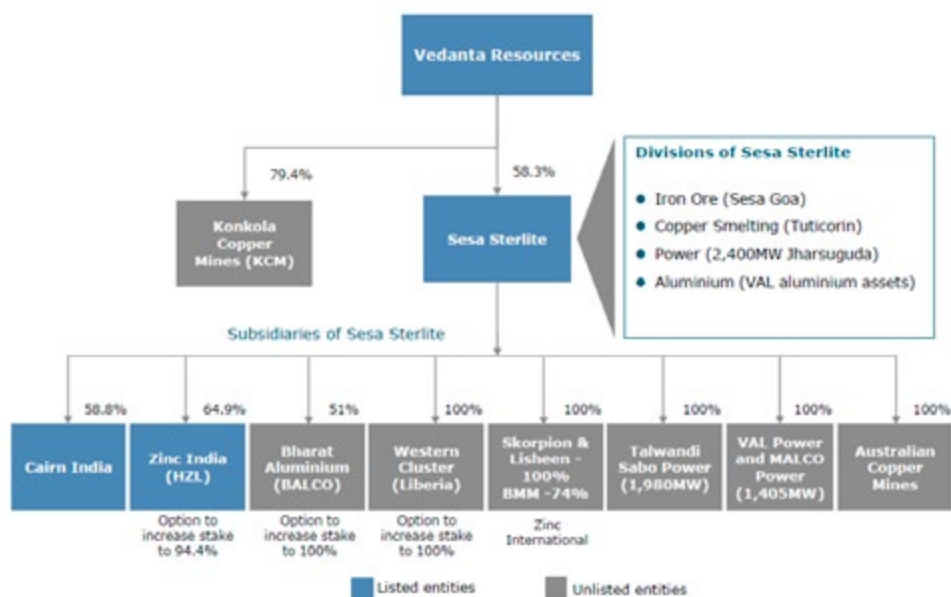 Vedanta Resources
79.4%
58.3%
Konkola
Copper
Mines (KCM)
Sesa Sterlite
Divisions of Sesa Sterlite
Iron Ore (Sesa Goa)
Copper Smelting (Tuticorin)
Power (2,400MW Jharsuguda)
Aluminium (VAL aluminium assets)
Subsidiaries of Sesa Sterlite
58.8%
64.9%
51%
100%
100%
100%
100%
100%
Cairn India
Zinc India
(HZL)
Bharat
Aluminium
(BALCO)
Western
Cluster
(Liberia)
Skorpion &
Lisheen -
100%
BMM -74%
Talwandi
Sabo Power
(1,980MW)
VAL Power
and MALCO
Power
(1,405MW)
Australian
Copper
Mines
Option to
increase stake
to 94.4%
Option to
increase stake
to 100%
Option to
increase stake
to 100%
Zinc
International
Listed entities
Unlisted entities